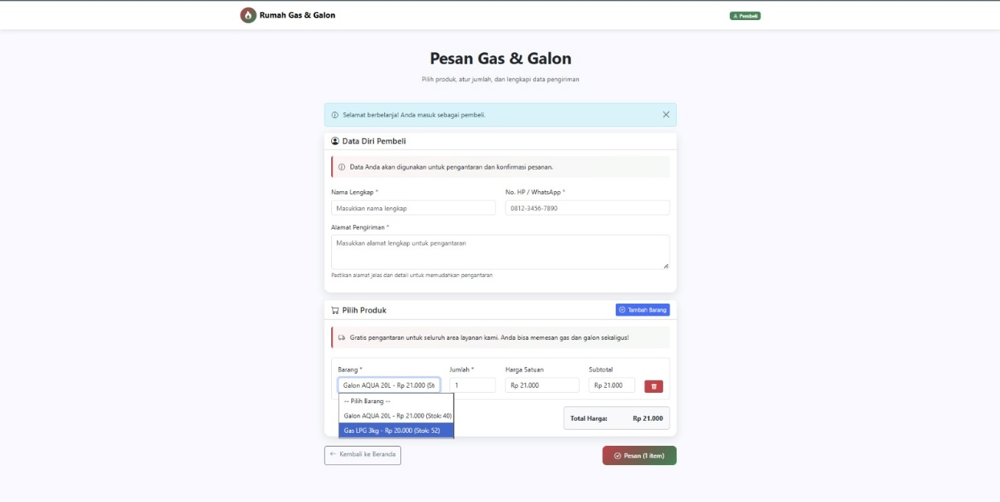 Rumah Gas & Galon
Pembeli
Pesan Gas & Galon
Pilih produk, atur jumlah, dan lengkapi data pengiriman
Selamat berbelanja! Anda masuk sebagai pembeli.
Data Diri Pembeli
Data Anda akan digunakan untuk pengantaran dan konfirmasi pesanan.
Nama Lengkap * No. HP / WhatsApp *
Masukkan nama lengkap 0812-3456-7890
Alamat Pengiriman *
Masukkan alamat lengkap untuk pengantaran
Pastikan alamat jelas dan detail untuk memudahkan pengantaran
Pilih Produk Tambah Barang
Gratis pengantaran untuk seluruh area layanan kami. Anda bisa memesan gas dan galon sekaligus!
Barang * Jumlah * Harga Satuan Subtotal
Galon AQUA 20L - Rp 21.000 (St 1 Rp 21.000 Rp 21.000
-- Pilih Barang --
Galon AQUA 20L - Rp 21.000 (Stok: 40)
Gas LPG 3kg - Rp 20.000 (Stok: 52)
Total Harga: Rp 21.000
Kembali ke Beranda Pesan (1 item)